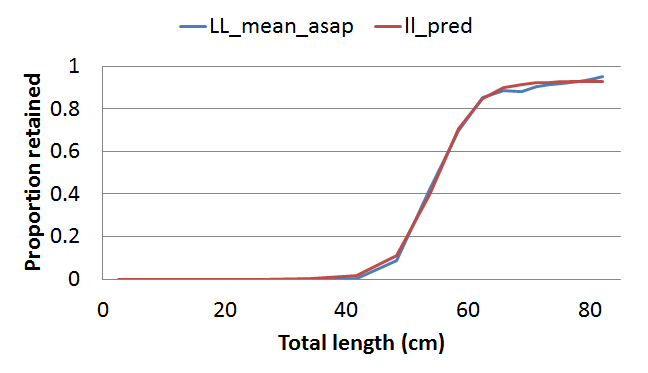 LL_mean_asap ll_pred
Proportion retained
1
0.8
0.6
0.4
0.2
0
0 20 40 60 80
Total length (cm)